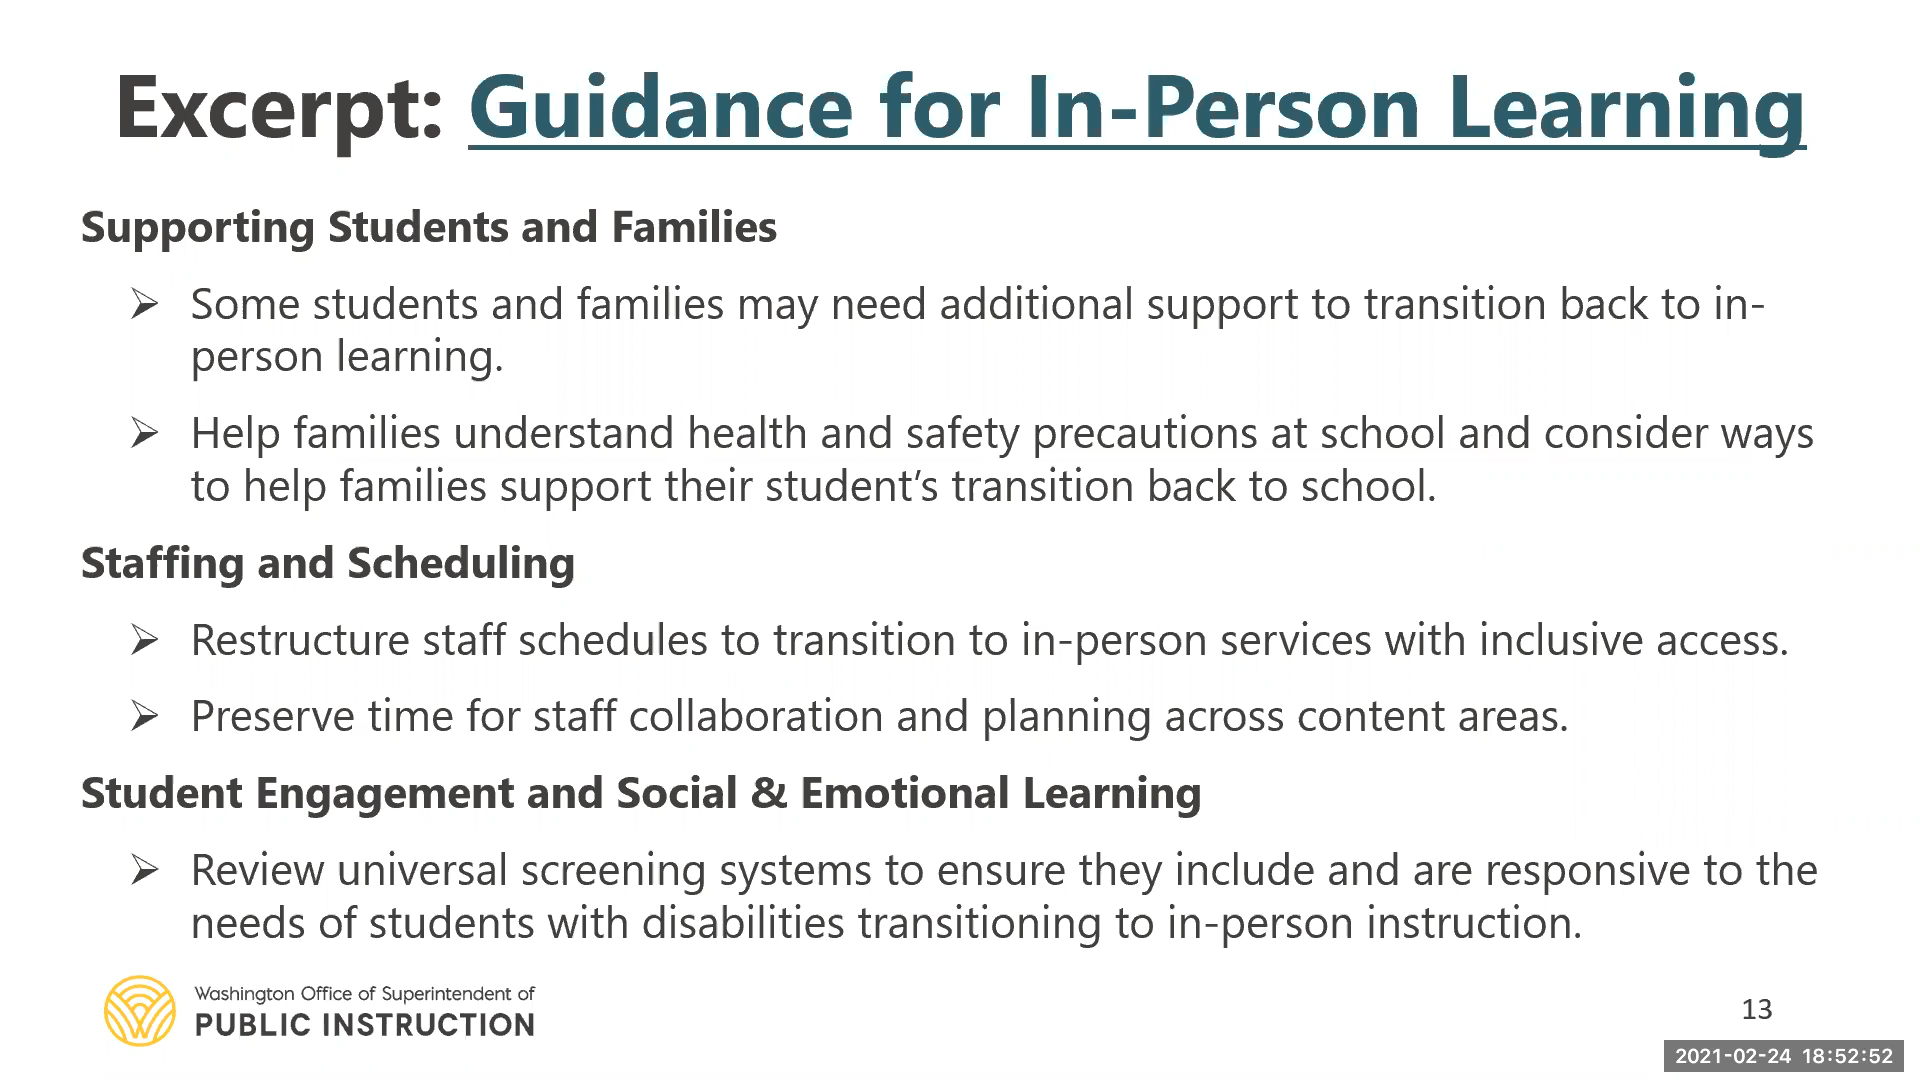 Excerpt: Guidance for In-Person Learning
Supporting Students and Families
➢ Some students and families may need additional support to transition back to in-
person learning.
➢ Help families understand health and safety precautions at school and consider ways
to help families support their student’s transition back to school.
Staffing and Scheduling
➢ Restructure staff schedules to transition to in-person services with inclusive access.
➢ Preserve time for staff collaboration and planning across content areas.
Student Engagement and Social & Emotional Learning
➢ Review universal screening systems to ensure they include and are responsive to the
needs of students with disabilities transitioning to in-person instruction.
Washington Office of Superintendent of
PUBLIC INSTRUCTION
13
2021-02-24 18:52:52